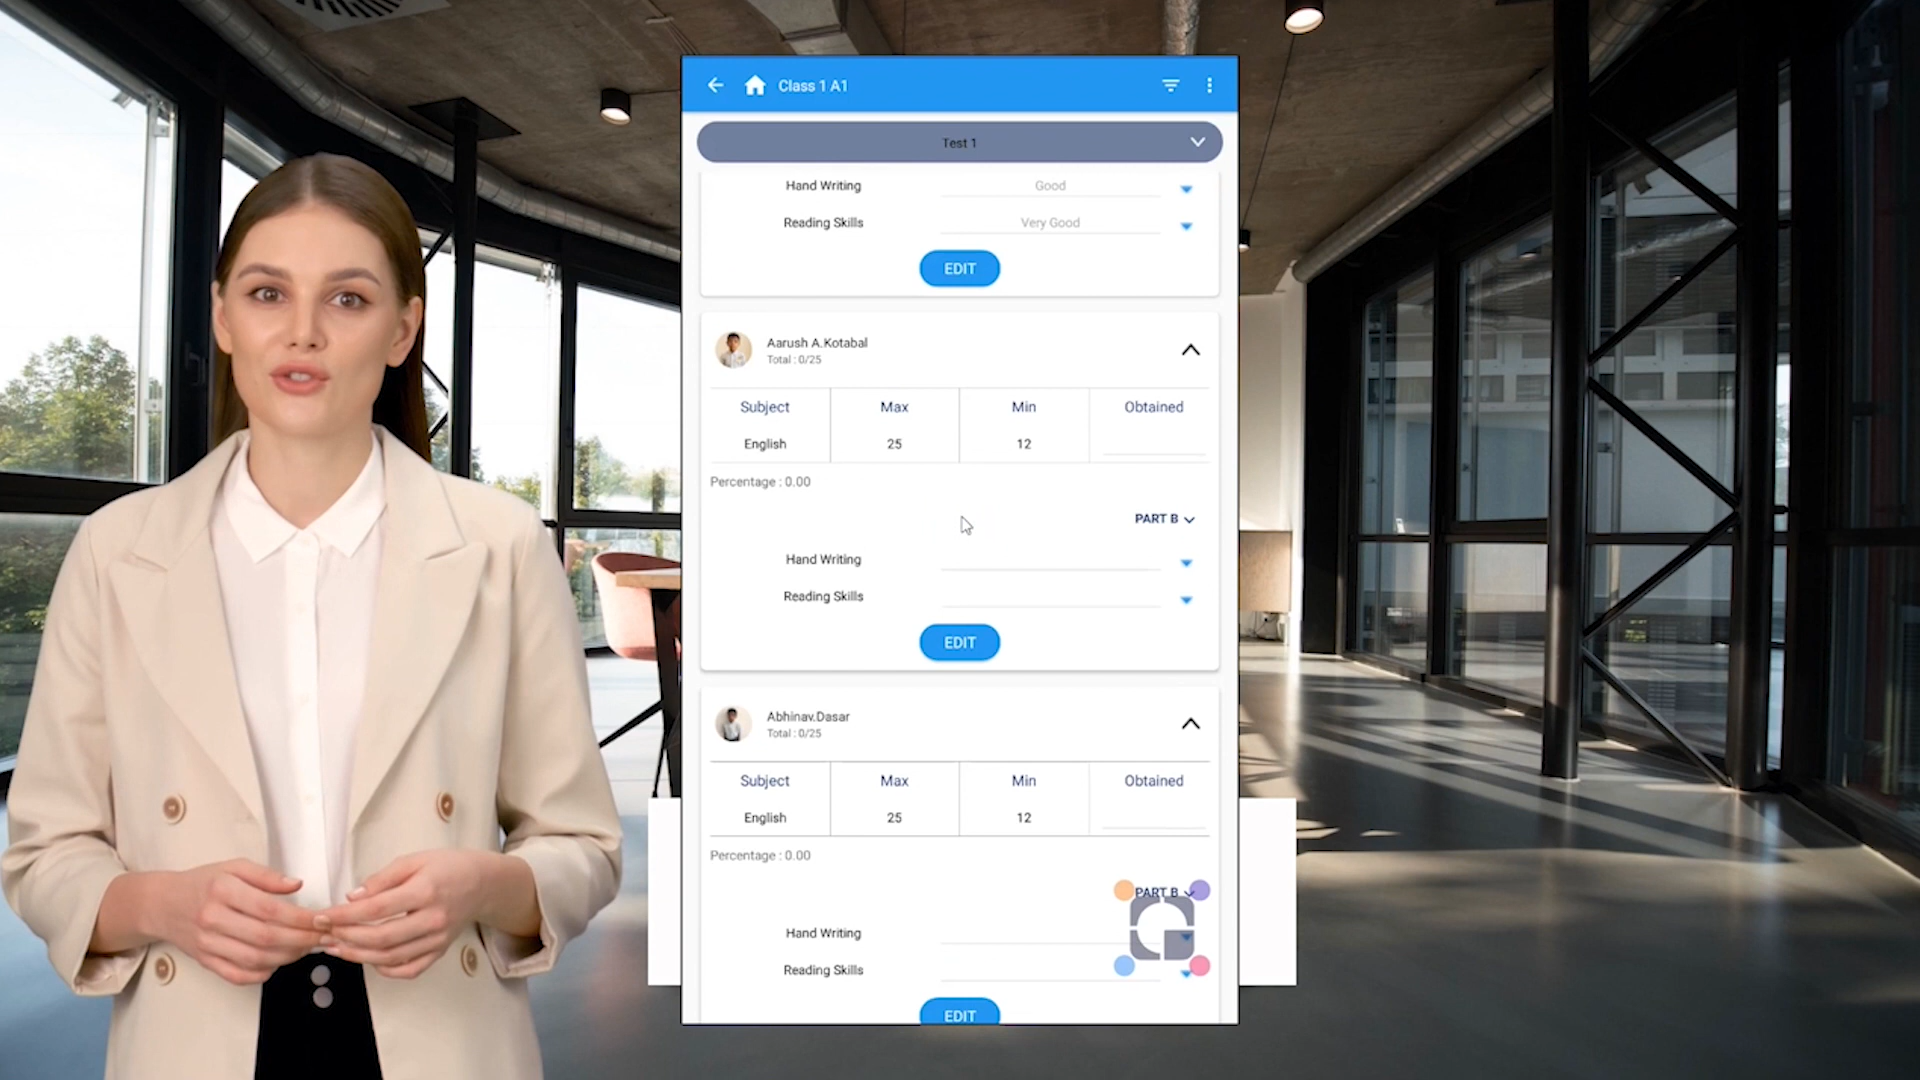 Class 1 A1
Test 1
Hand Writing Good
Reading Skills Very Good
EDIT
Aarush A.Kotabal
Total : 0/25
Subject Max Min Obtained
English 25 12
Percentage : 0.00
PART B
Hand Writing
Reading Skills
EDIT
Abhinav.Dasar
Total : 0/25
Subject Max Min Obtained
English 25 12
Percentage : 0.00
PART B
Hand Writing
Reading Skills
EDIT